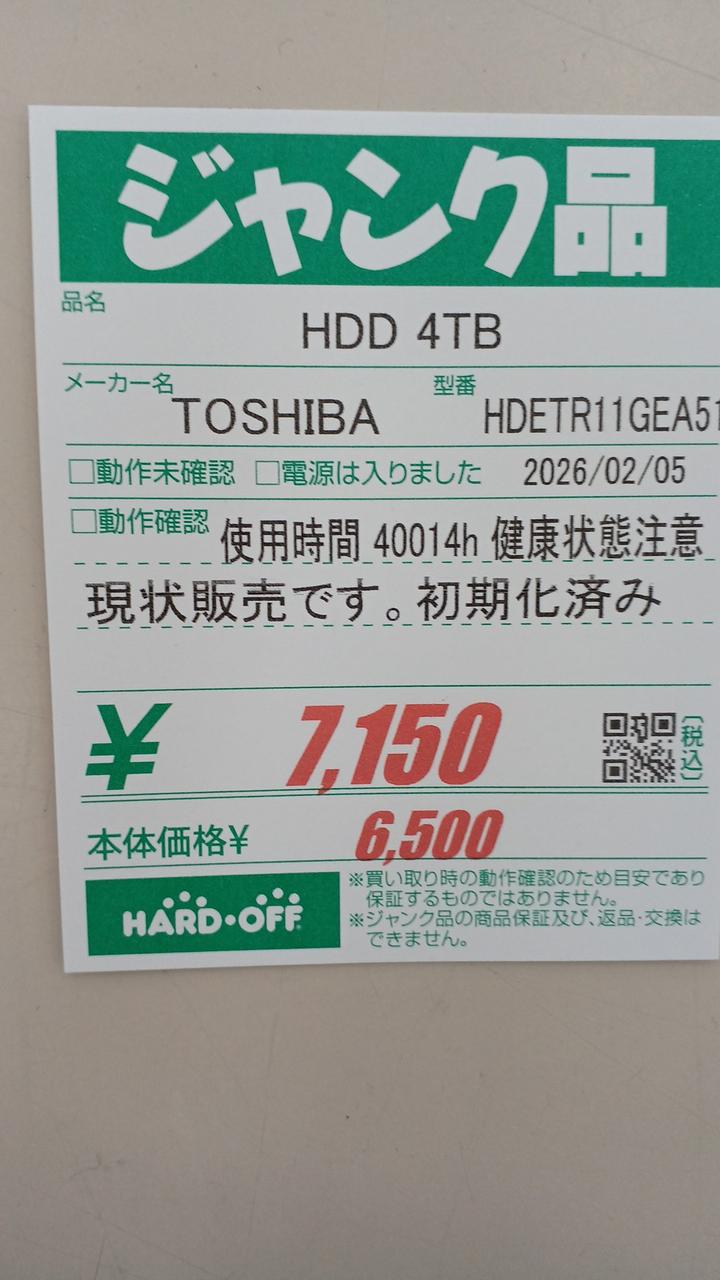 ジャンク品
品名
HDD 4TB
メーカー名 TOSHIBA 型番 HDETR11GEA51
□動作未確認 □電源は入りました 2026/02/05
□動作確認 使用時間 40014h 健康状態注意
現状販売です。初期化済み
¥ 7,150 (税込)
本体価格¥ 6,500
HARD・OFF
※買い取り時の動作確認のため目安であり
保証するものではありません。
※ジャンク品の商品保証及び、返品・交換は
できません。